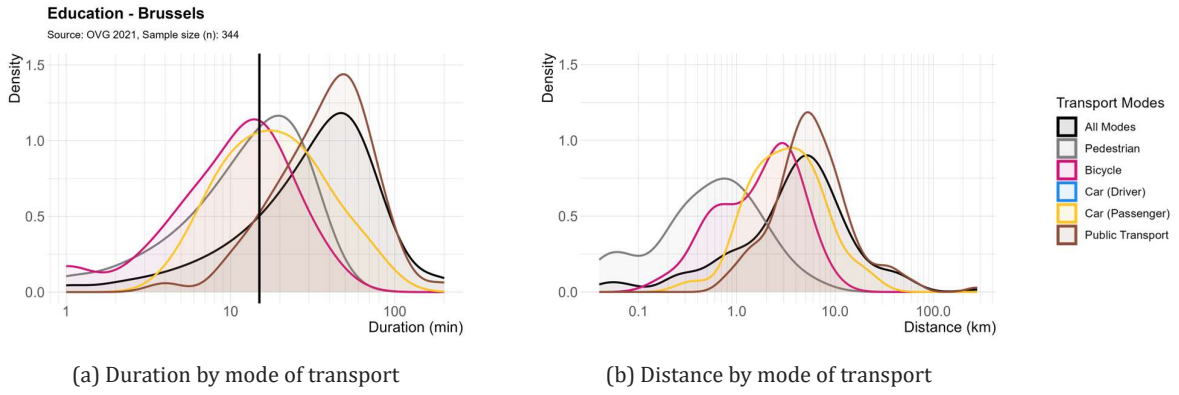 Education - Brussels
Source: OVG 2021, Sample size (n): 344
Density
1.5
1.0
0.5
0.0
1
10
100
Duration (min)
Density
1.5
1.0
0.5
0.0
0.1
1.0
10.0
100.0
Distance (km)
Transport Modes
All Modes
Pedestrian
Bicycle
Car (Driver)
Car (Passenger)
Public Transport
(a) Duration by mode of transport
(b) Distance by mode of transport